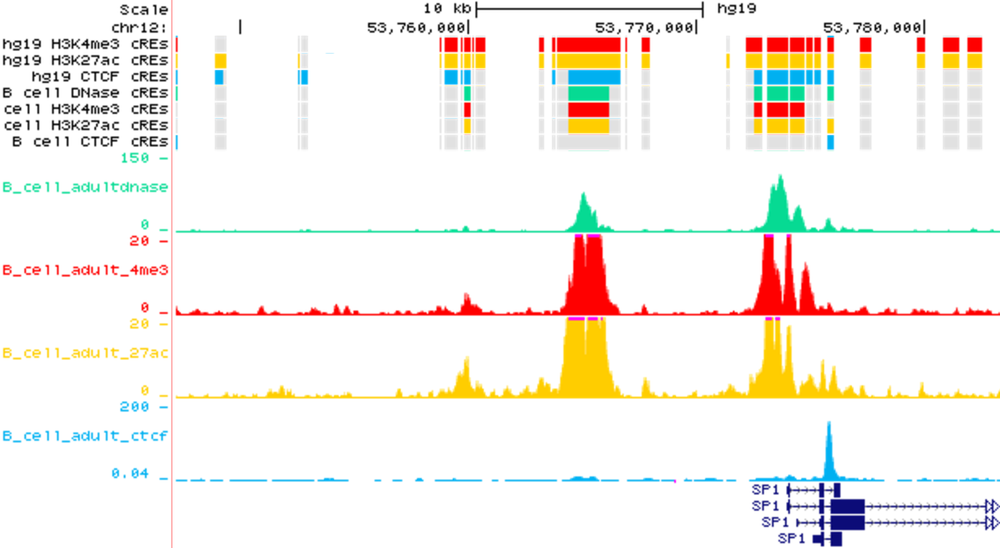 Scale 10 kb hg19
chr12: 53,760,000 53,770,000 53,780,000
hg19 H3K4me3 cREs
hg19 H3K27ac cREs
hg19 CTCF cREs
B cell DNase cREs
cell H3K4me3 cREs
cell H3K27ac cREs
B cell CTCF cREs
150
B_cell_adultdnase
0
20
B_cell_adult_4me3
0
20
B_cell_adult_27ac
0
200
B_cell_adult_ctcf
0.04
SP1
SP1
SP1
SP1